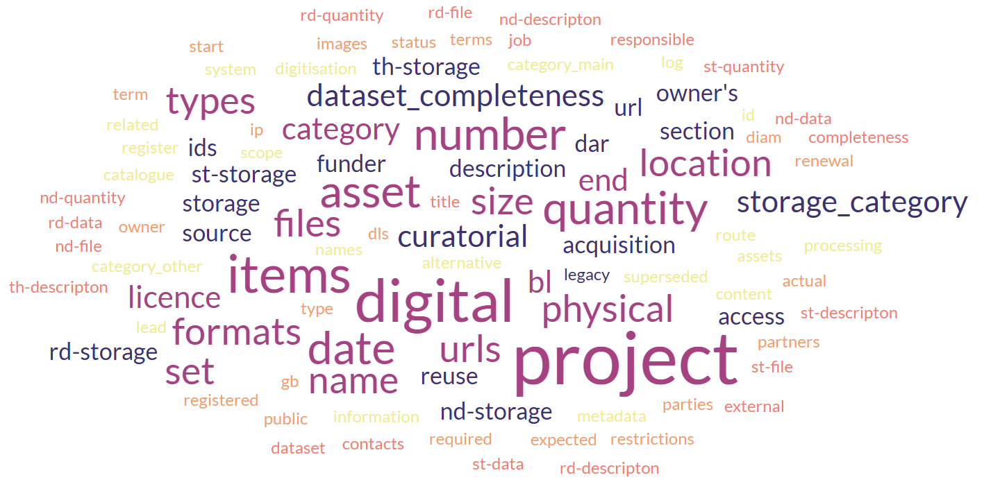 rd-quantity
rd-file
nd-descripton
start
images
status
terms
job
responsible
system
digitisation
th-storage
category_main
log
st-quantity
term
types
dataset_completeness
url
owner's
related
ip
category
number
dar
section
id
nd-data
diam
completeness
register
ids
scope
catalogue
st-storage
funder
description
end
location
renewal
nd-quantity
storage
asset
title
size
quantity
storage_category
rd-data
owner
source
files
dls
curatorial
acquisition
route
processing
nd-file
names
assets
category_other
items
alternative
bl
legacy
superseded
actual
th-descripton
licence
type
digital
physical
content
access
st-descripton
lead
formats
rd-storage
date
urls
project
partners
set
name
reuse
st-file
gb
registered
public
information
nd-storage
metadata
parties
external
dataset
contacts
required
expected
restrictions
st-data
rd-descripton